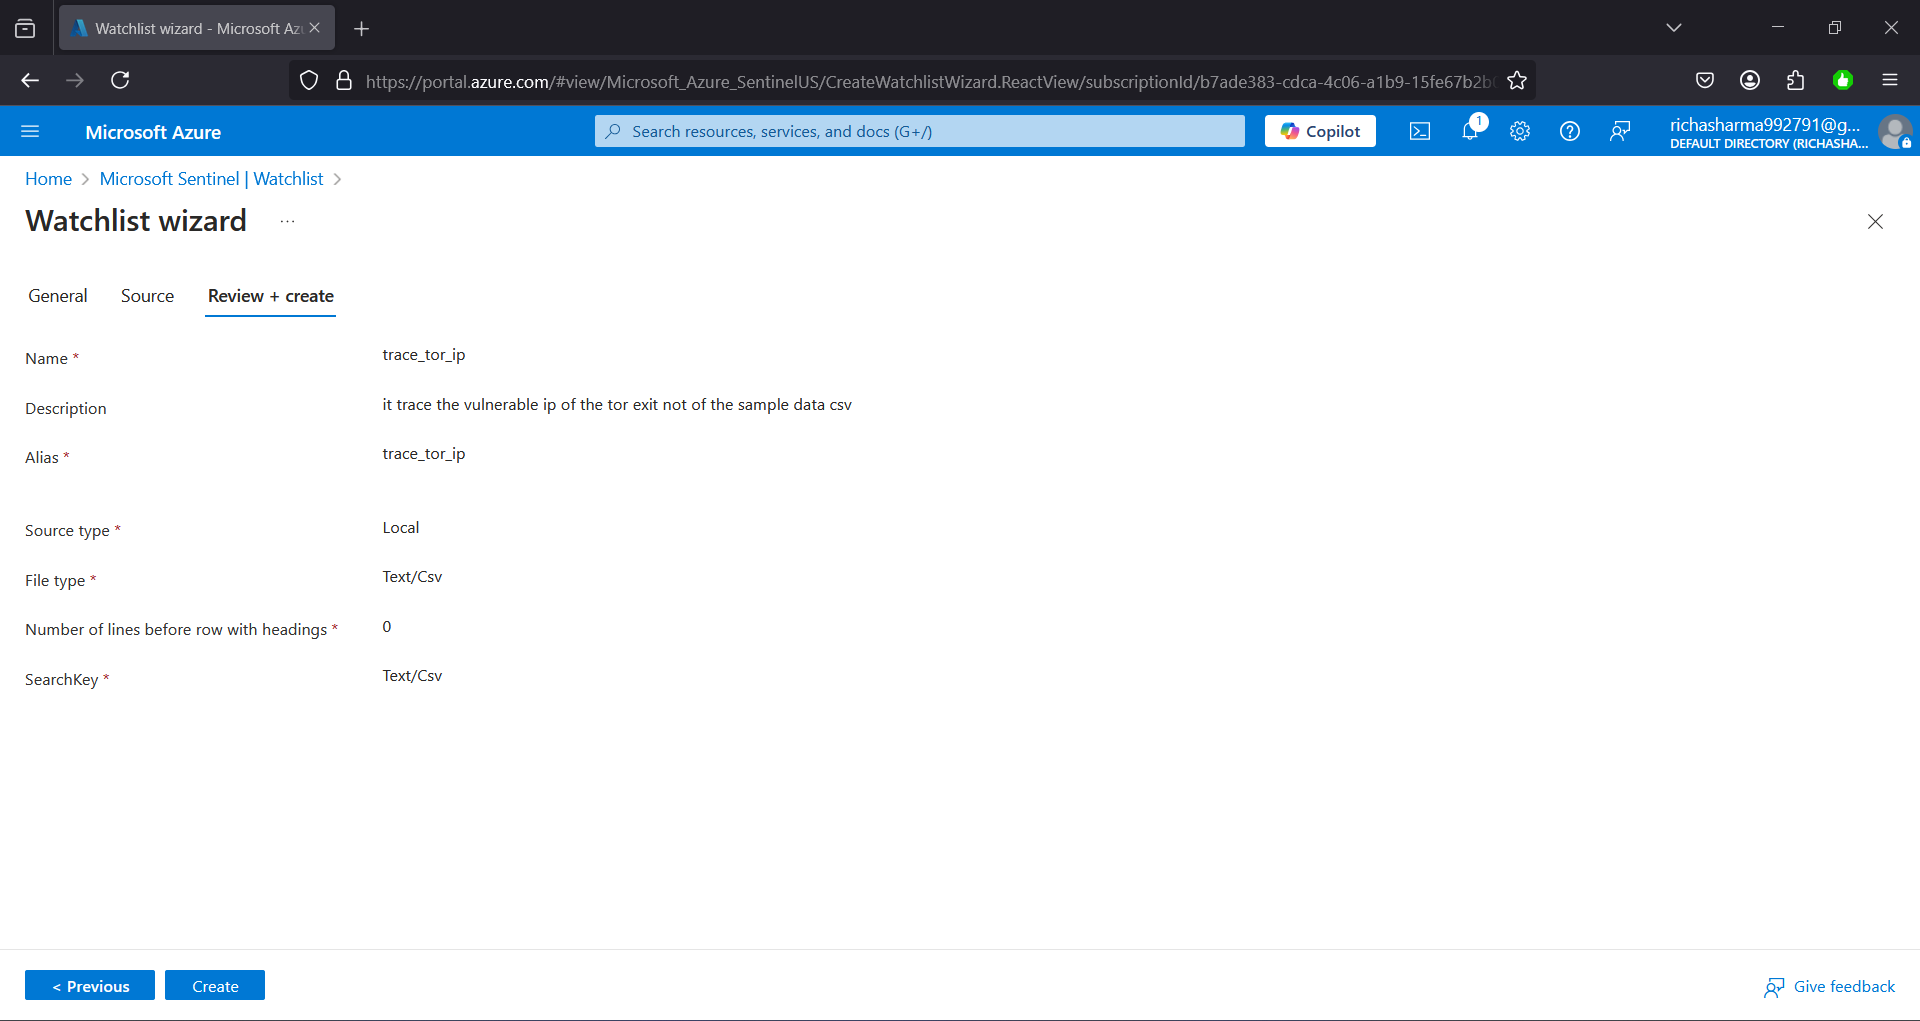 Watchlist wizard - Microsoft Az
https://portal.azure.com/#view/Microsoft_Azure_SentinelUS/CreateWatchlistWizard.ReactView/subscriptionId/b7ade383-cdca-4c06-a1b9-15fe67b2b
Microsoft Azure
Search resources, services, and docs (G+/)
Copilot
1
richasharma992791@g...
DEFAULT DIRECTORY (RICHASHA...
Home > Microsoft Sentinel | Watchlist >
Watchlist wizard ...
General Source Review + create
Name * trace_tor_ip
Description it trace the vulnerable ip of the tor exit not of the sample data csv
Alias * trace_tor_ip
Source type * Local
File type * Text/Csv
Number of lines before row with headings * 0
SearchKey * Text/Csv
< Previous Create
Give feedback